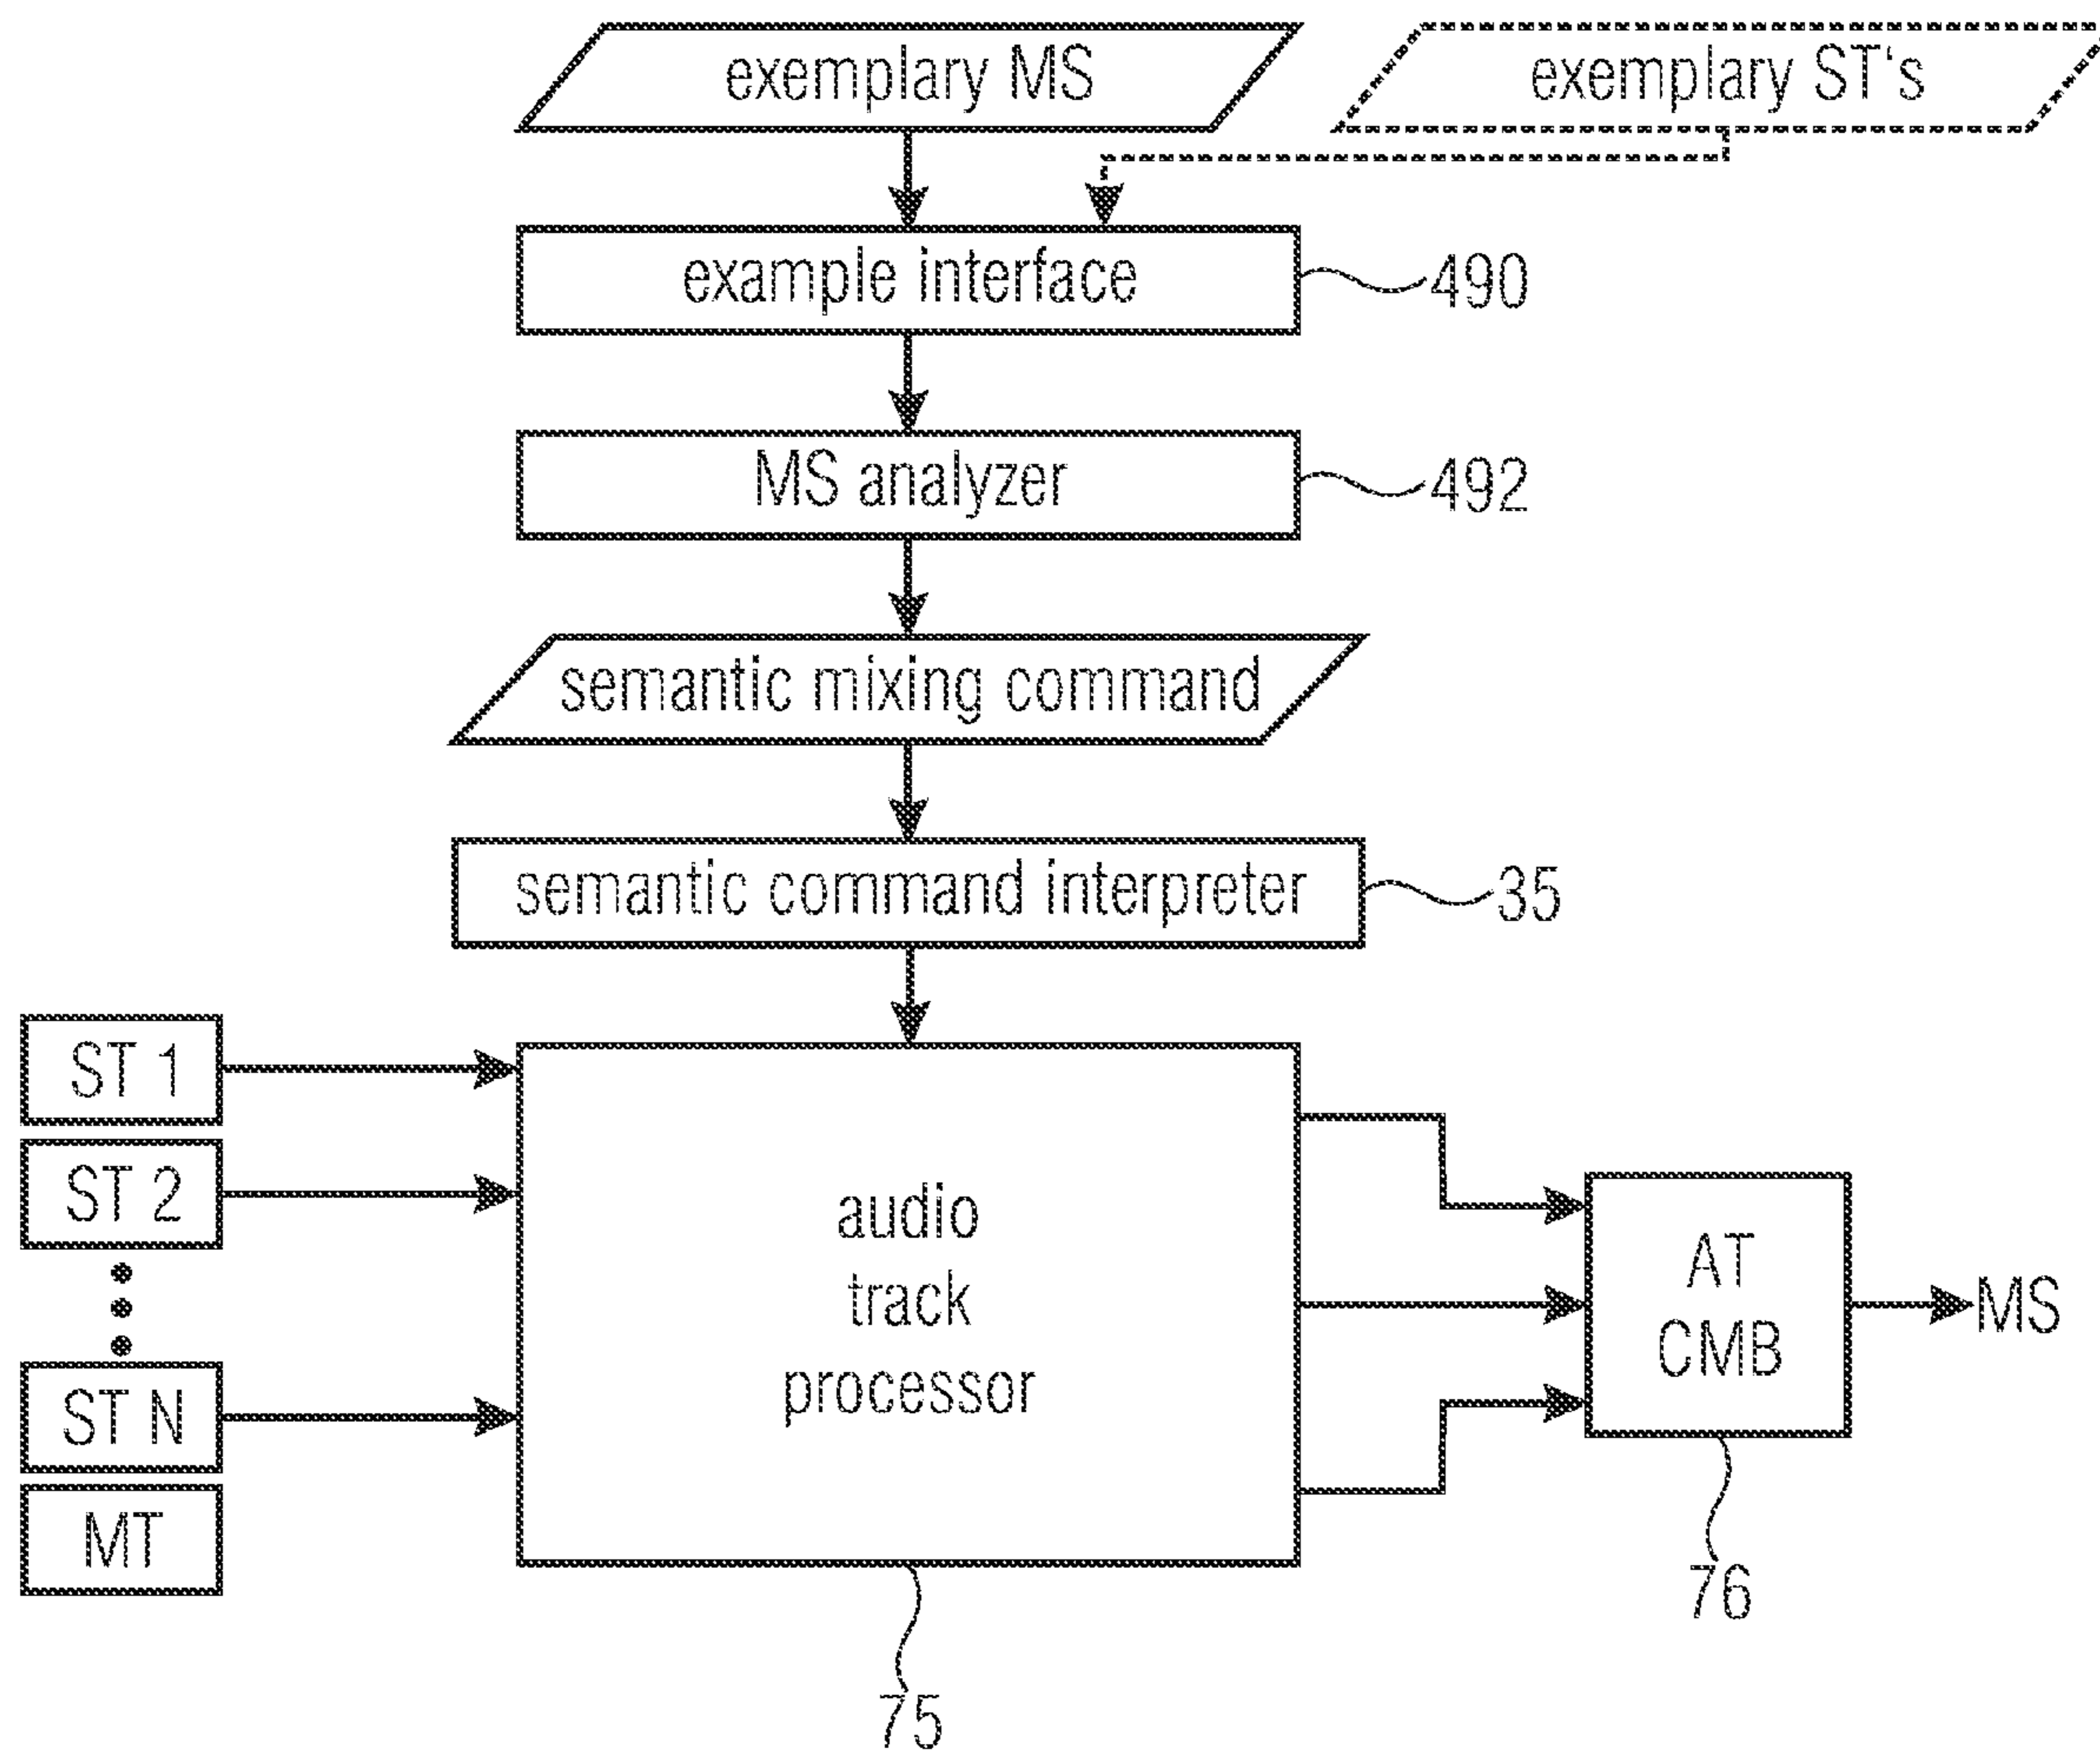 exemplary MS
exemplary ST's
example interface
490
MS analyzer
492
semantic mixing command
semantic command interpreter
35
ST 1
ST 2
ST N
MT
audio
track
processor
75
AT
CMB
76
MS